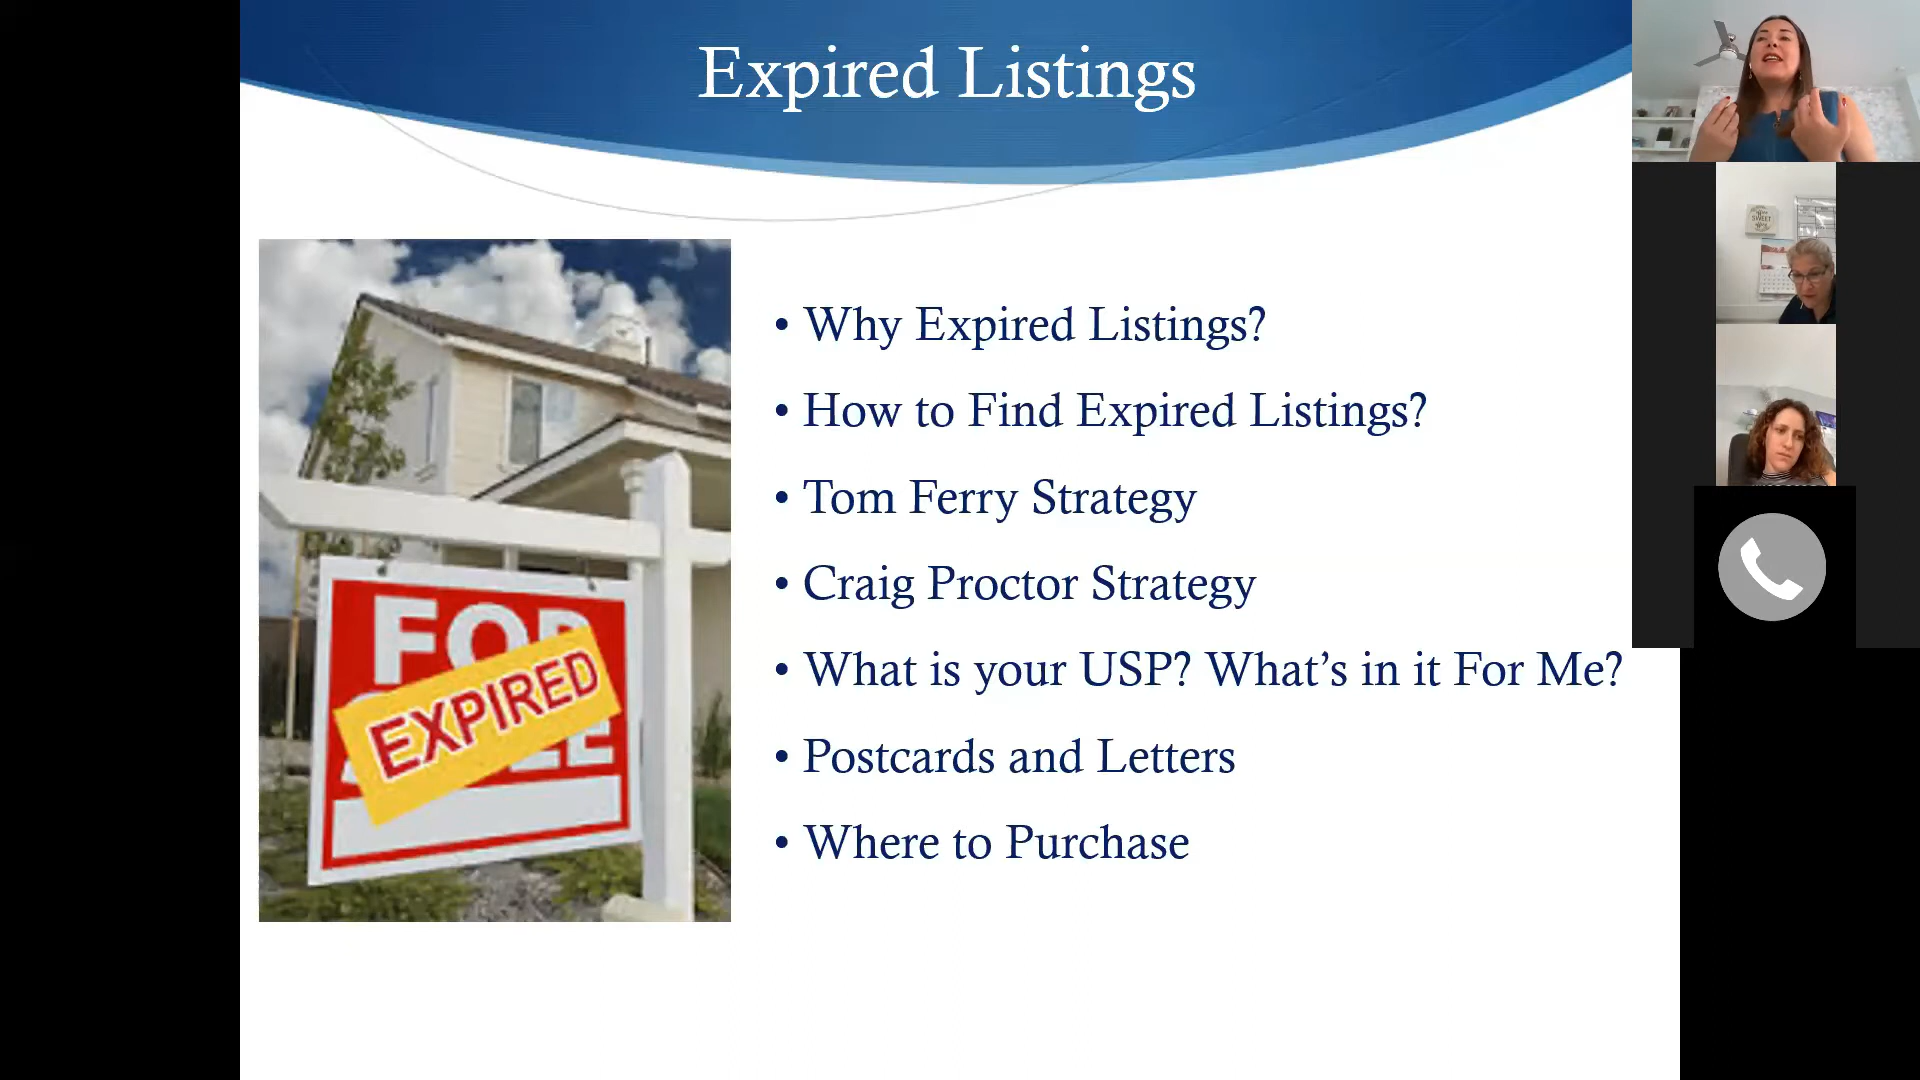 Expired Listings
• Why Expired Listings?
• How to Find Expired Listings?
• Tom Ferry Strategy
• Craig Proctor Strategy
• What is your USP? What’s in it For Me?
• Postcards and Letters
• Where to Purchase
FOR
EXPIRED
SWEET